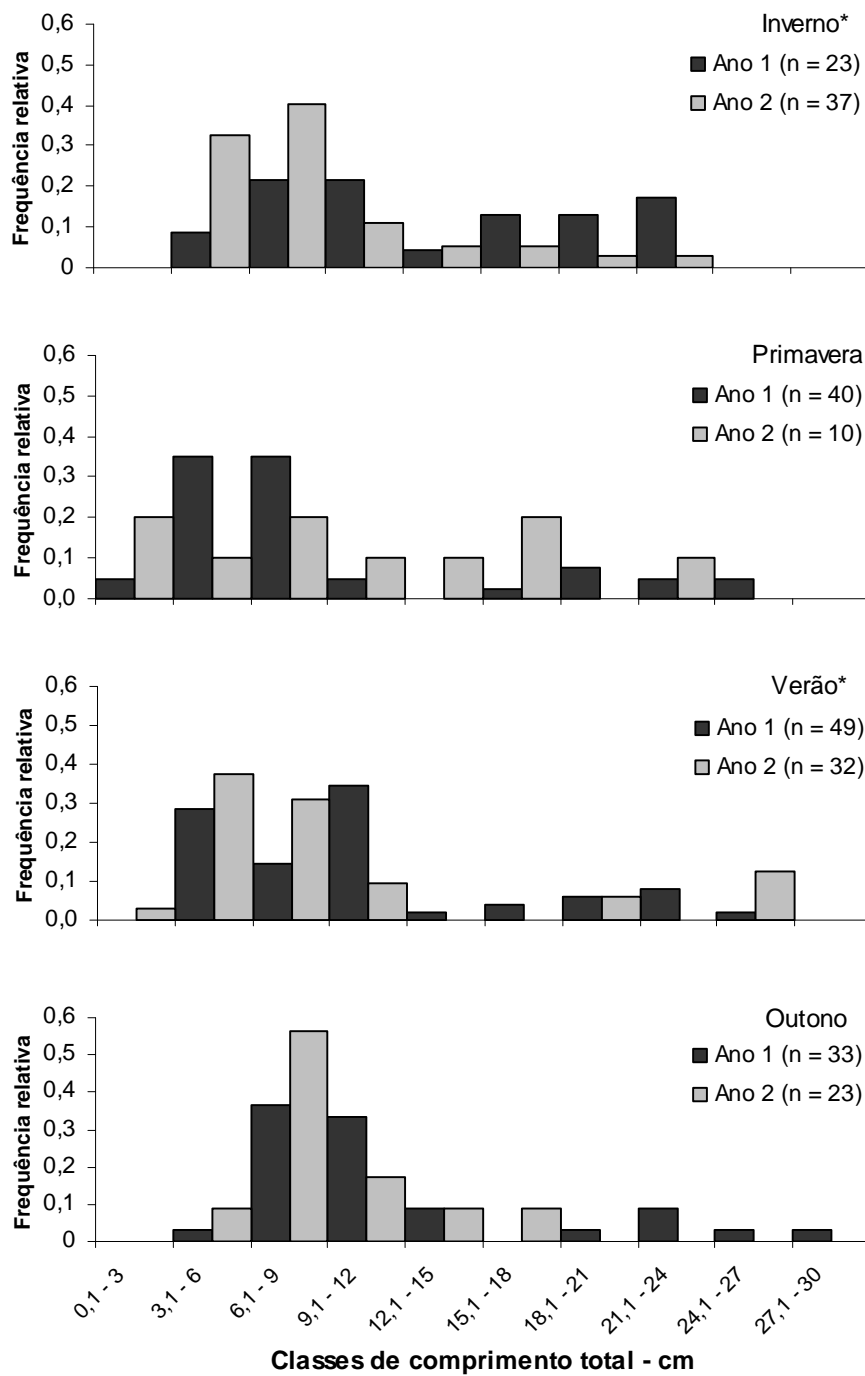 Inverno*
Ano 1 (n = 23)
Ano 2 (n = 37)
Frequência relativa
0,6
0,5
0,4
0,3
0,2
0,1
0
Primavera
Ano 1 (n = 40)
Ano 2 (n = 10)
Frequência relativa
0,6
0,5
0,4
0,3
0,2
0,1
0,0
Verão*
Ano 1 (n = 49)
Ano 2 (n = 32)
Frequência relativa
0,6
0,5
0,4
0,3
0,2
0,1
0,0
Outono
Ano 1 (n = 33)
Ano 2 (n = 23)
Frequência relativa
0,6
0,5
0,4
0,3
0,2
0,1
0
0,1 - 3
3,1 - 6
6,1 - 9
9,1 - 12
12,1 - 15
15,1 - 18
18,1 - 21
21,1 - 24
24,1 - 27
27,1 - 30
Classes de comprimento total - cm